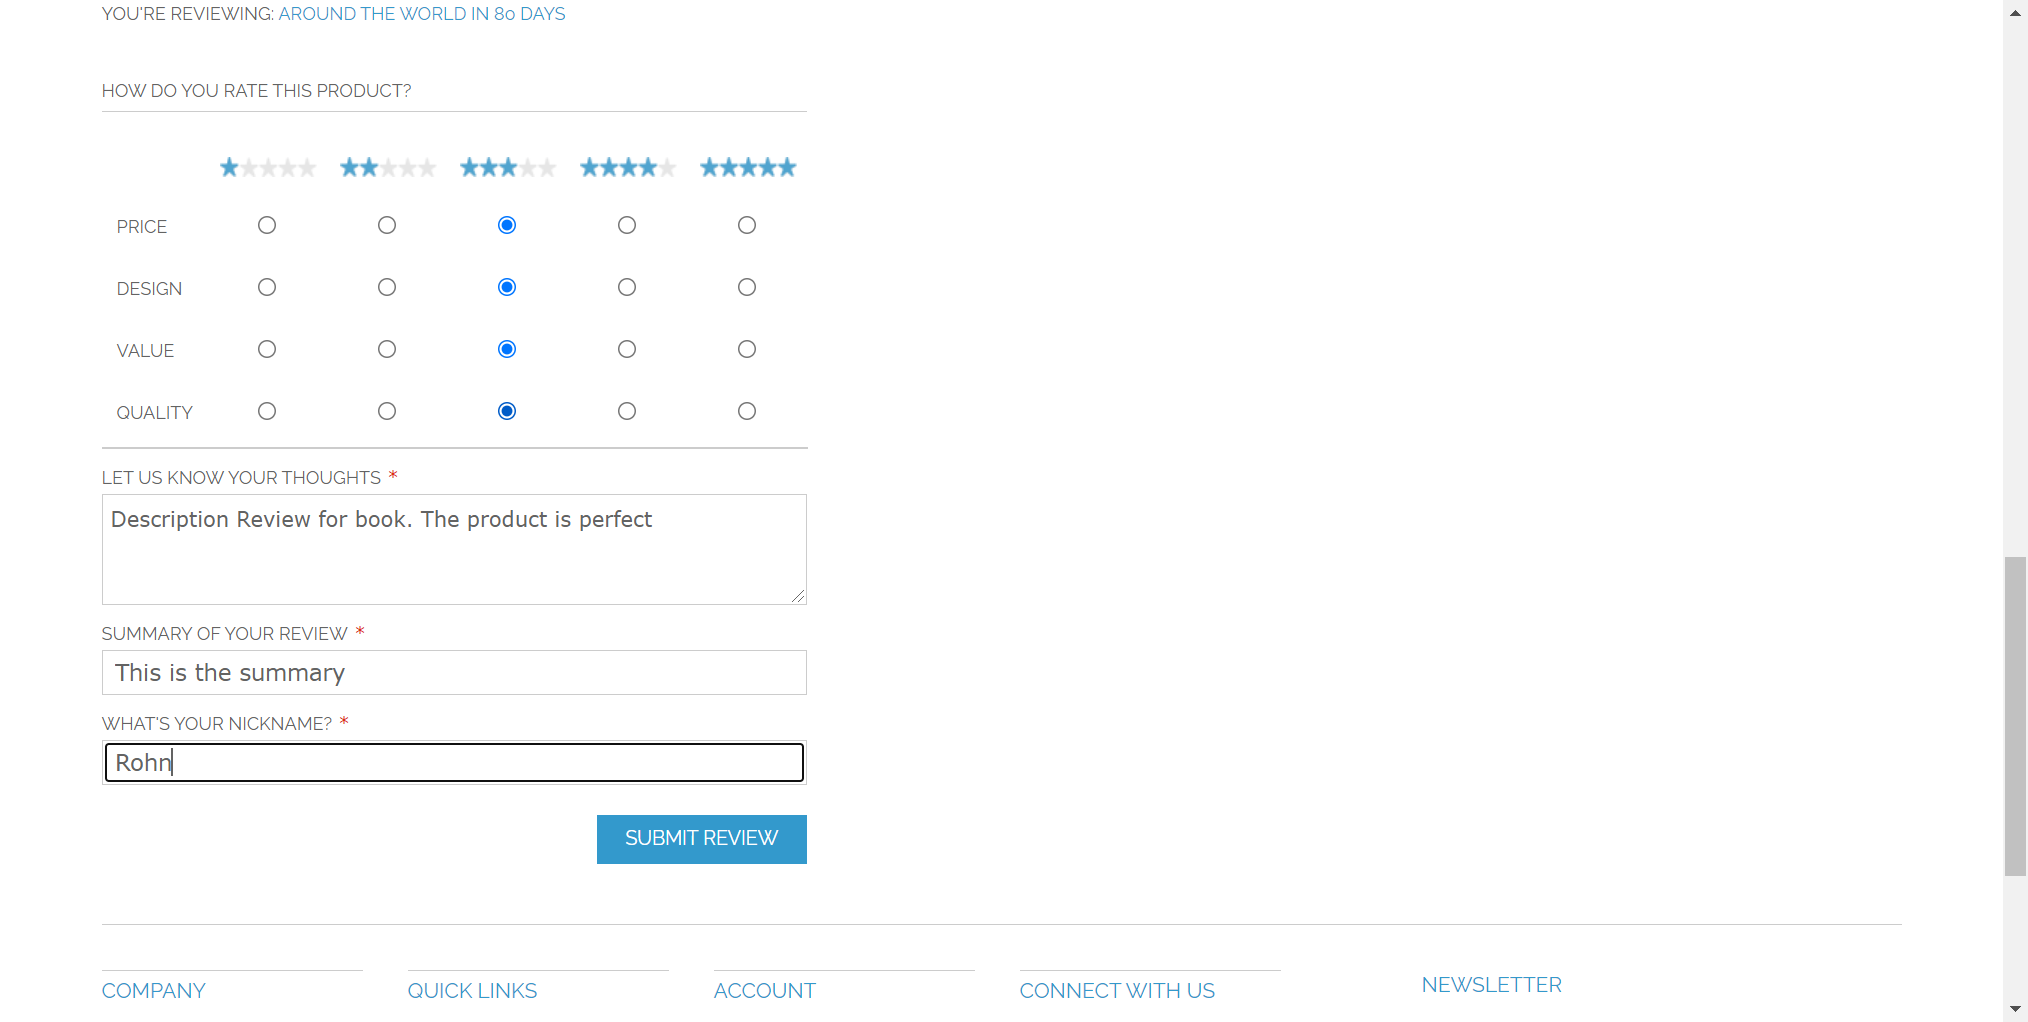 YOU'RE REVIEWING: AROUND THE WORLD IN 80 DAYS
HOW DO YOU RATE THIS PRODUCT?
PRICE
DESIGN
VALUE
QUALITY
LET US KNOW YOUR THOUGHTS *
Description Review for book. The product is perfect
SUMMARY OF YOUR REVIEW *
This is the summary
WHAT'S YOUR NICKNAME? *
Rohn
SUBMIT REVIEW
COMPANY
QUICK LINKS
ACCOUNT
CONNECT WITH US
NEWSLETTER